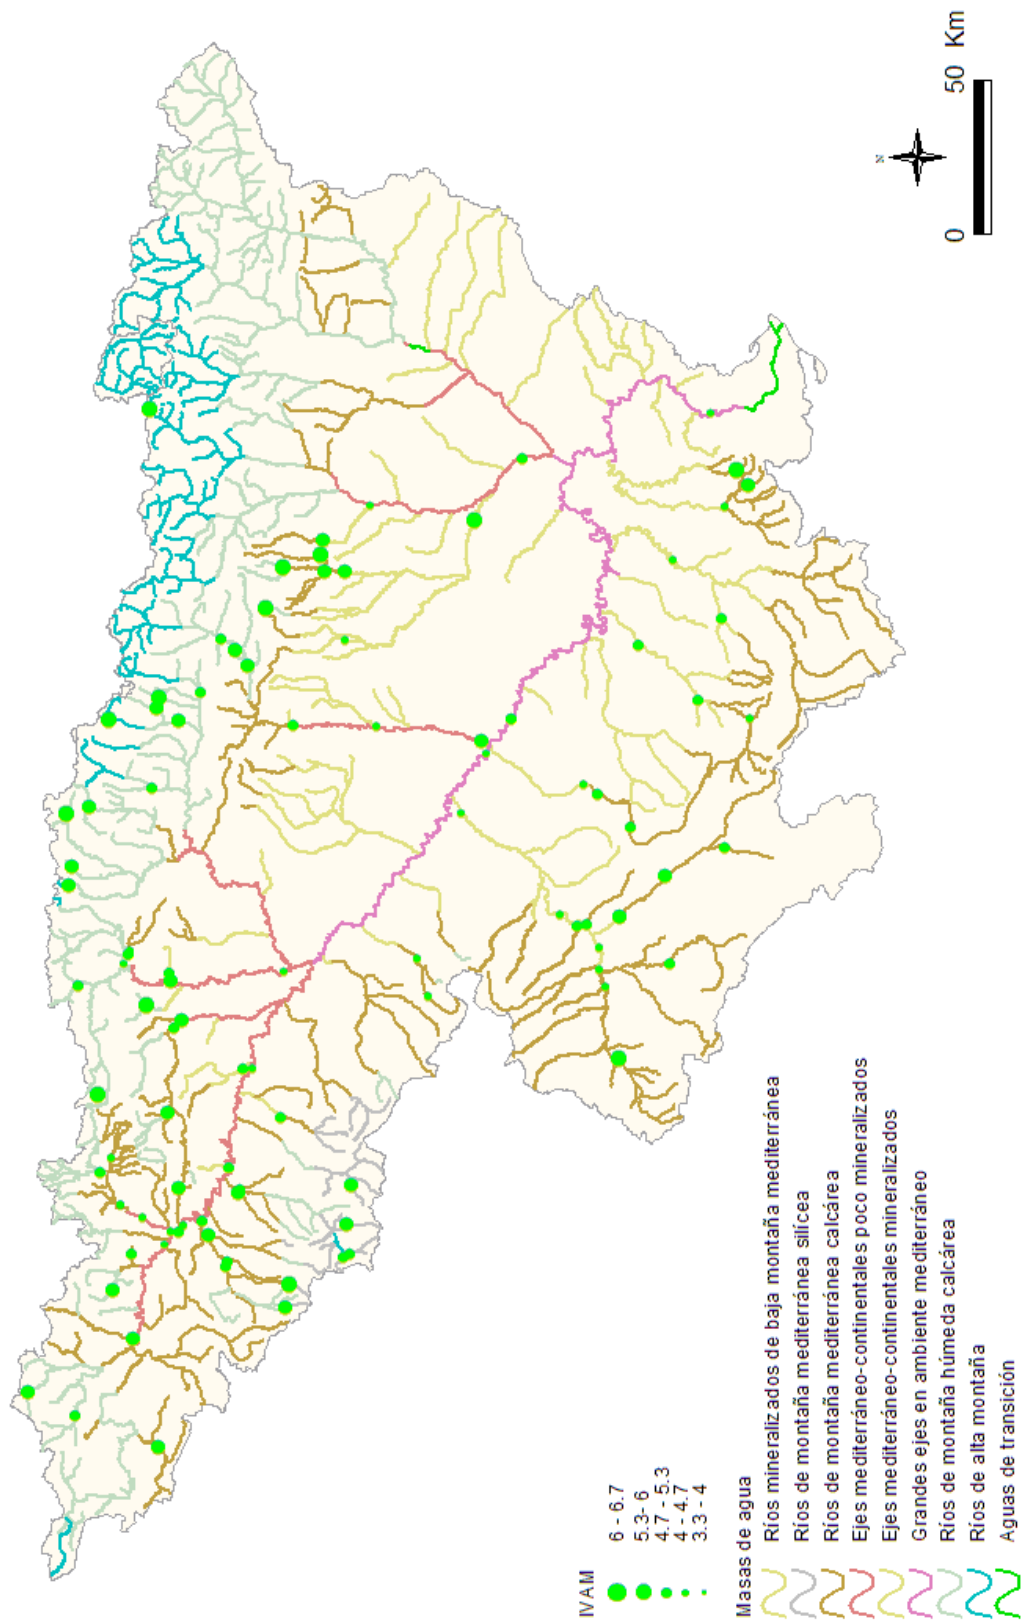 IVAM
6 - 6.7
5.3- 6
4.7 - 5.3
4 - 4.7
3.3 - 4
Masas de agua
Ríos mineralizados de baja montaña mediterránea
Ríos de montaña mediterránea silícea
Ríos de montaña mediterránea calcárea
Ejes mediterráneo-continentales poco mineralizados
Ejes mediterráneo-continentales mineralizados
Grandes ejes en ambiente mediterráneo
Ríos de montaña húmeda calcárea
Ríos de alta montaña
Aguas de transición
N
0 50 Km